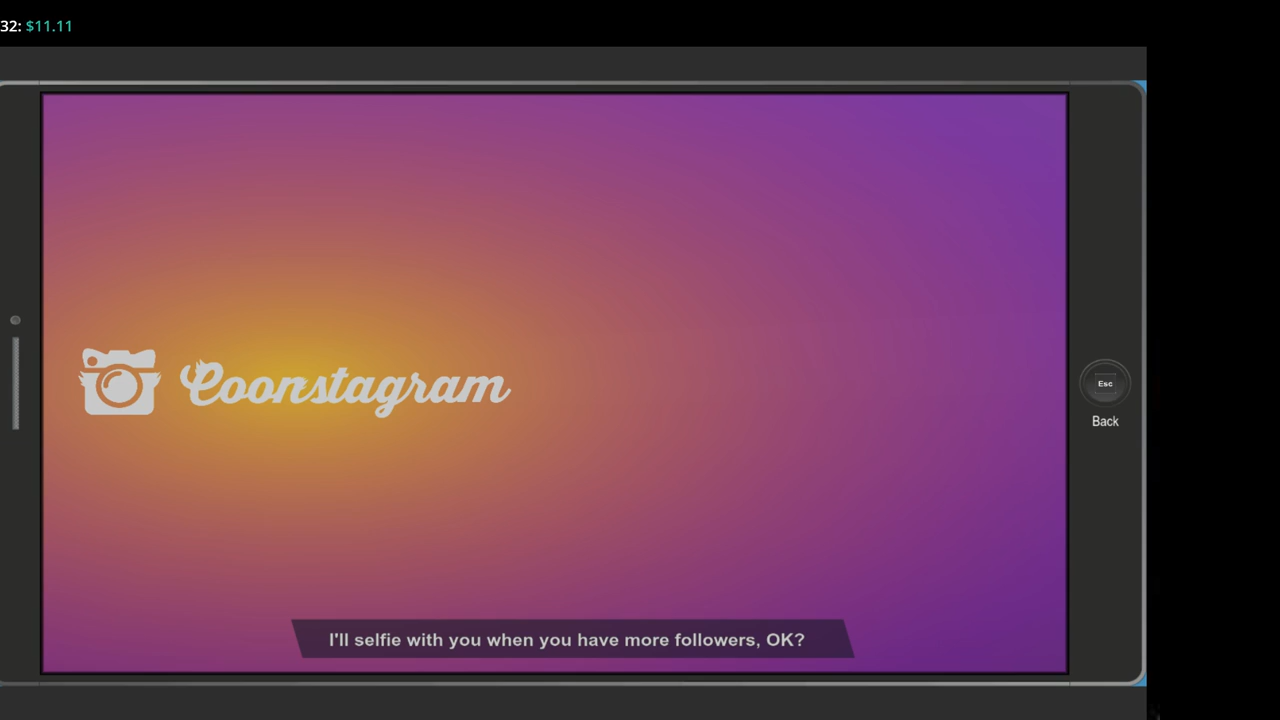 32: $11.11
Coonstagram
Esc
Back
I'll selfie with you when you have more followers, OK?